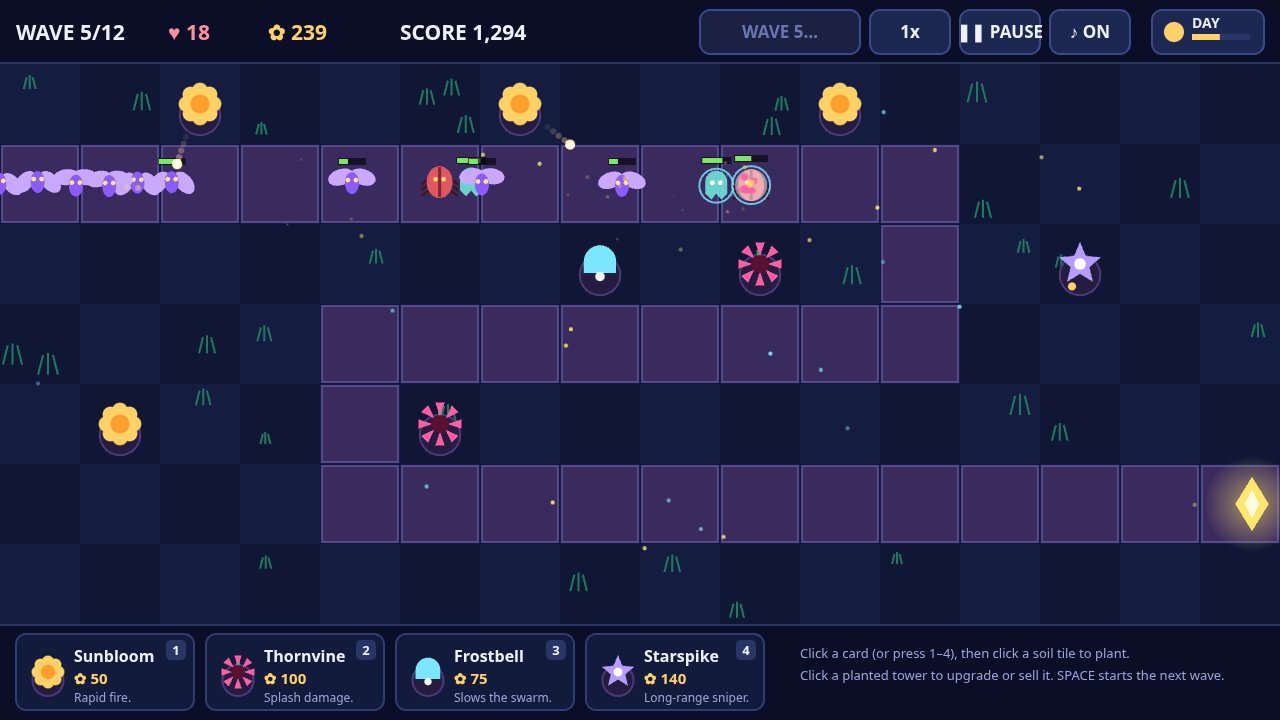 WAVE 5/12 ♥ 18 ✿ 239 SCORE 1,294 WAVE 5... 1x ❚❚ PAUSE ♪ ON DAY
Sunbloom 1
✿ 50
Rapid fire.
Thornvine 2
✿ 100
Splash damage.
Frostbell 3
✿ 75
Slows the swarm.
Starspike 4
✿ 140
Long-range sniper.
Click a card (or press 1–4), then click a soil tile to plant.
Click a planted tower to upgrade or sell it. SPACE starts the next wave.